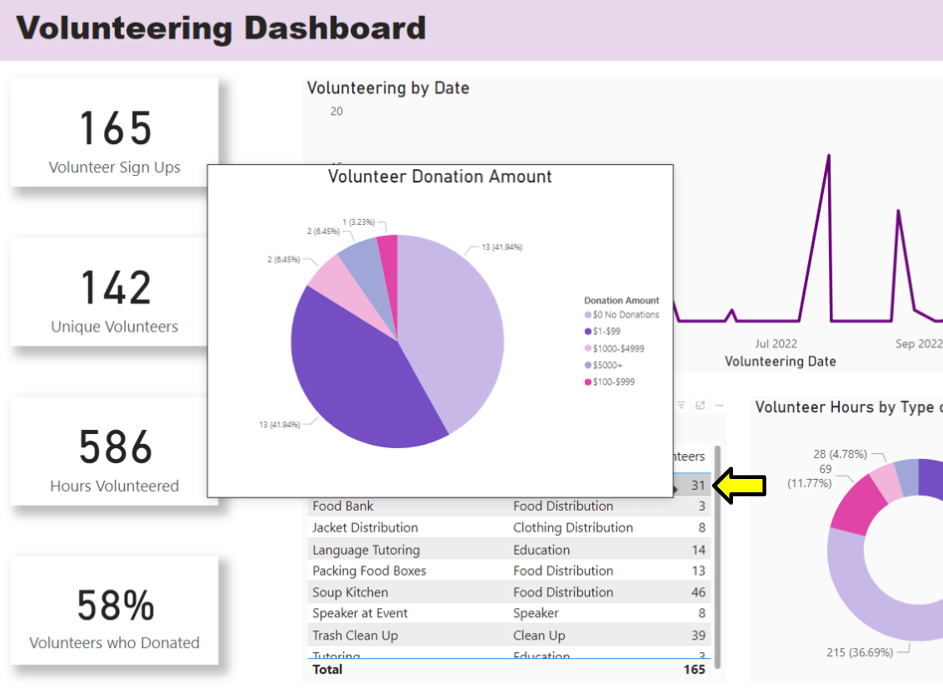 Volunteering Dashboard
165
Volunteer Sign Ups
142
Unique Volunteers
586
Hours Volunteered
58%
Volunteers who Donated
Volunteering by Date
20
Jul 2022
Sep 2022
Volunteering Date
Volunteer Donation Amount
1 (3.23%)
2 (6.45%)
2 (6.45%)
13 (41.94%)
13 (41.94%)
Donation Amount
$0 No Donations
$1-$99
$1000-$4999
$5000+
$100-$999
nteers
31
Food Bank Food Distribution 3
Jacket Distribution Clothing Distribution 8
Language Tutoring Education 14
Packing Food Boxes Food Distribution 13
Soup Kitchen Food Distribution 46
Speaker at Event Speaker 8
Trash Clean Up Clean Up 39
Tutoring Education 3
Total 165
Volunteer Hours by Type
28 (4.78%)
69
(11.77%)
215 (36.69%)